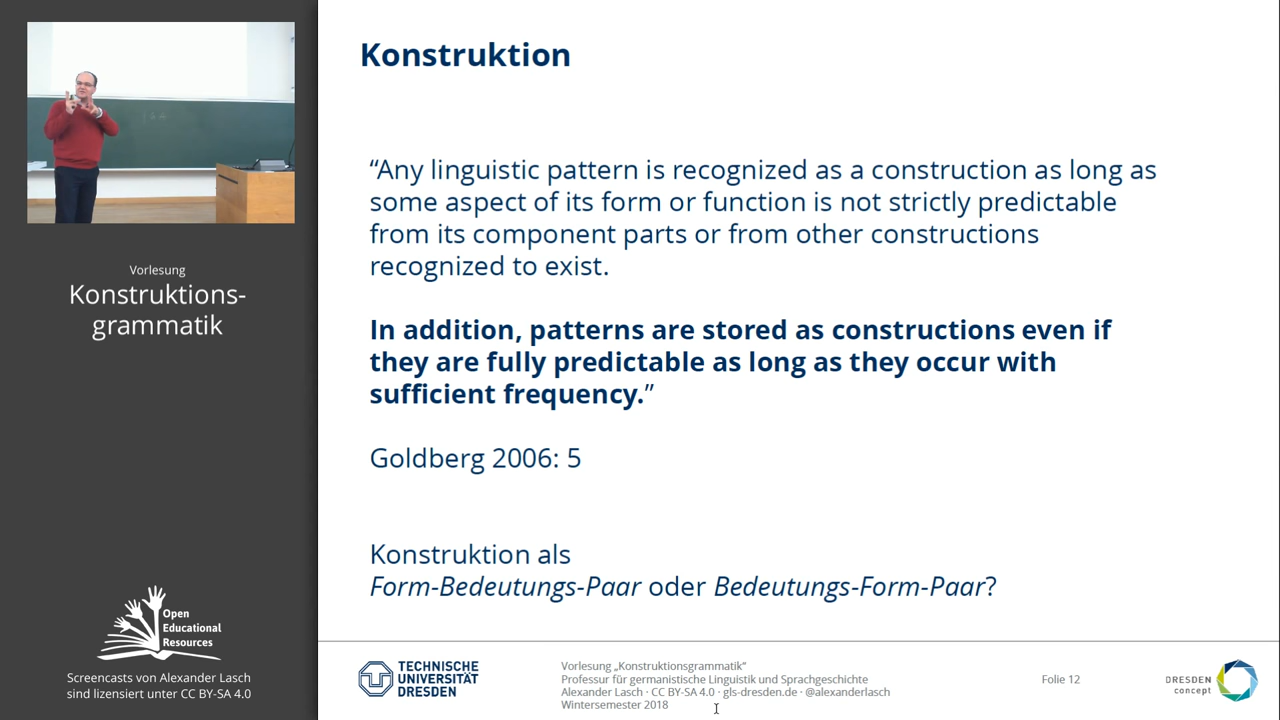 Konstruktion
“Any linguistic pattern is recognized as a construction as long as
some aspect of its form or function is not strictly predictable
from its component parts or from other constructions
recognized to exist.
In addition, patterns are stored as constructions even if
they are fully predictable as long as they occur with
sufficient frequency.”
Goldberg 2006: 5
Konstruktion als
Form-Bedeutungs-Paar oder Bedeutungs-Form-Paar?
Vorlesung
Konstruktions-
grammatik
Open
Educational
Resources
Screencasts von Alexander Lasch
sind lizensiert unter CC BY-SA 4.0
TECHNISCHE
UNIVERSITÄT
DRESDEN
Vorlesung „Konstruktionsgrammatik“
Professur für germanistische Linguistik und Sprachgeschichte
Alexander Lasch · CC BY-SA 4.0 · gls-dresden.de · @alexanderlasch
Wintersemester 2018
Folie 12
DRESDEN
concept